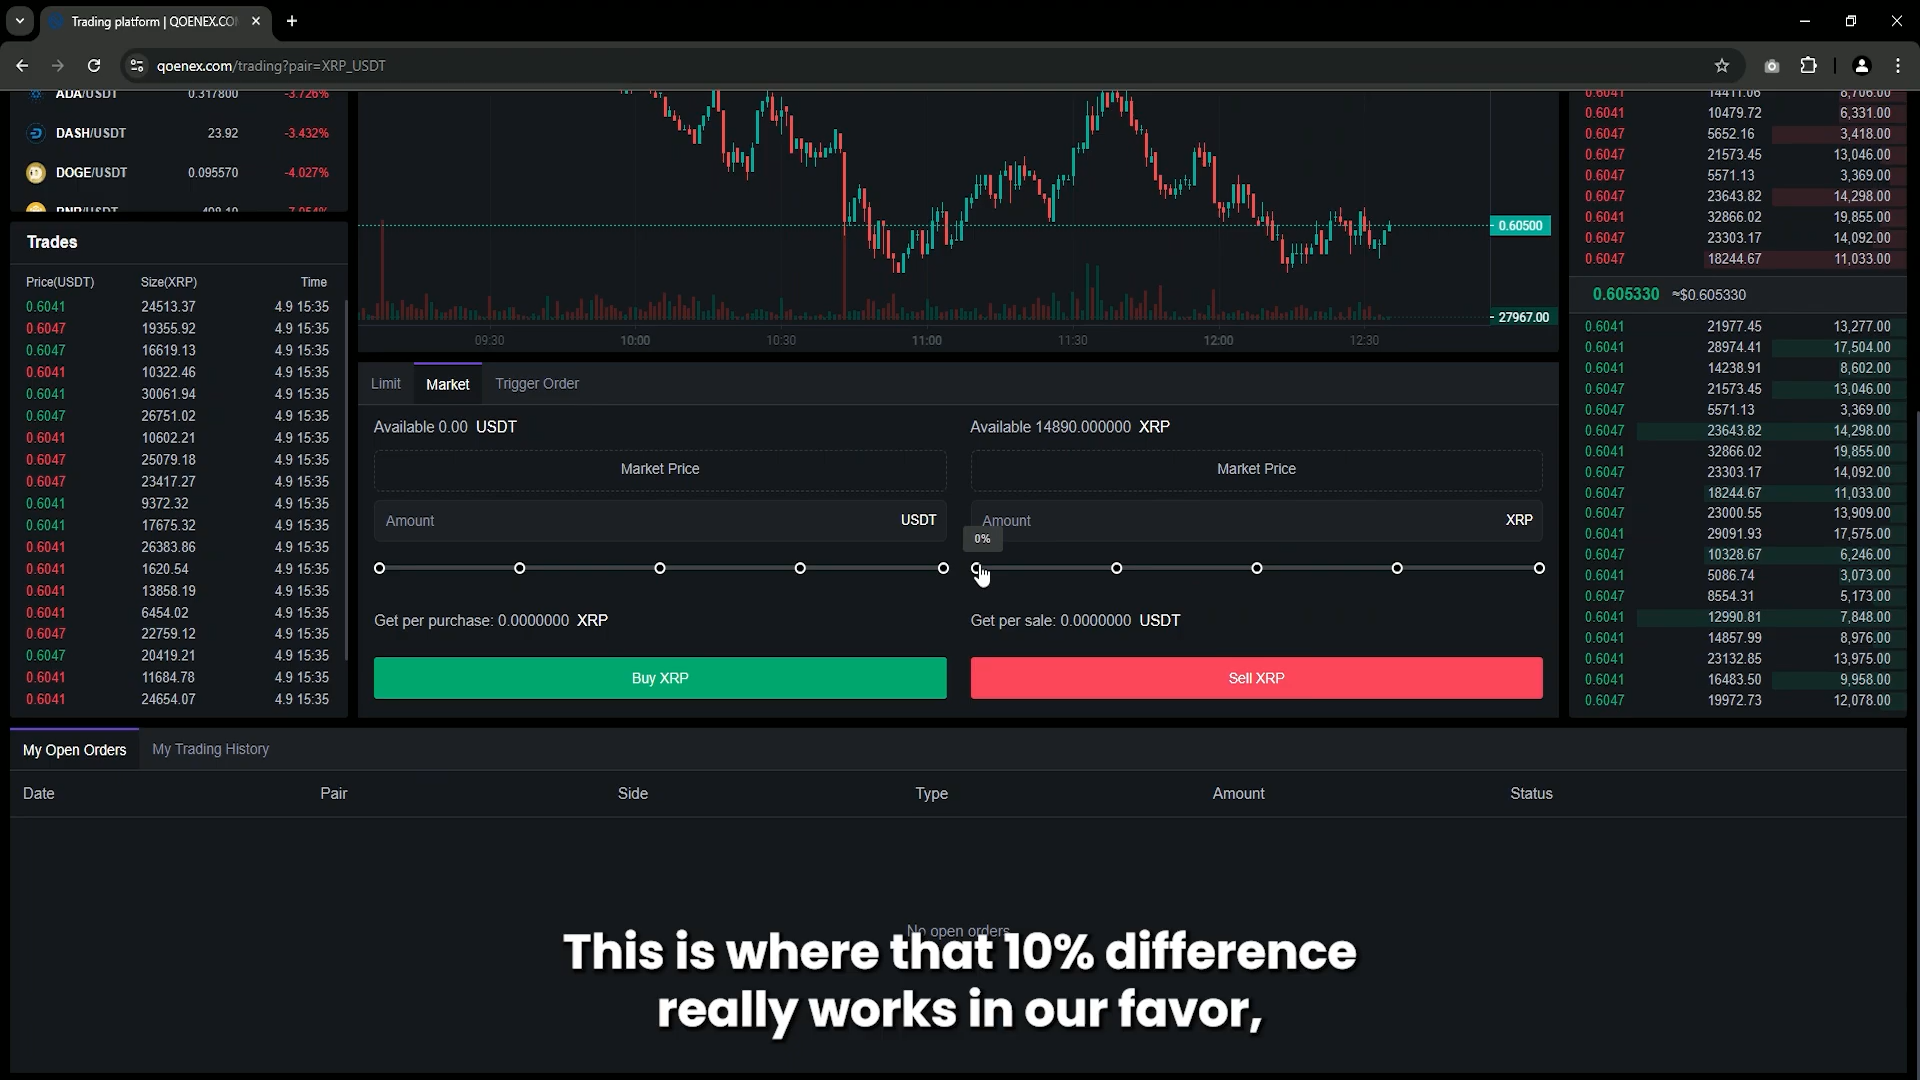 Trading platform | QOENEX.CO
qoenex.com/trading?pair=XRP_USDT
ADA/USDT 0.317800 -3.726%
DASH/USDT 23.92 -3.432%
DOGE/USDT 0.095570 -4.027%
Trades
Price(USDT) Size(XRP) Time
0.6041 24513.37 4.9 15:35
0.6047 19355.92 4.9 15:35
0.6047 16619.13 4.9 15:35
0.6041 10322.46 4.9 15:35
0.6041 30061.94 4.9 15:35
0.6047 26751.02 4.9 15:35
0.6041 10602.21 4.9 15:35
0.6047 25079.18 4.9 15:35
0.6047 23417.27 4.9 15:35
0.6041 9372.32 4.9 15:35
0.6041 17675.32 4.9 15:35
0.6041 26383.86 4.9 15:35
0.6041 1620.54 4.9 15:35
0.6041 13858.19 4.9 15:35
0.6041 6454.02 4.9 15:35
0.6047 22759.12 4.9 15:35
0.6047 20419.21 4.9 15:35
0.6041 11684.78 4.9 15:35
0.6041 24654.07 4.9 15:35
0.60500
27967.00
09:30 10:00 10:30 11:00 11:30 12:00 12:30
Limit Market Trigger Order
Available 0.00 USDT
Market Price
Amount USDT
Get per purchase: 0.0000000 XRP
Buy XRP
Available 14890.000000 XRP
Market Price
Amount XRP
0%
Get per sale: 0.0000000 USDT
Sell XRP
0.6041 14411.06 8,706.00
0.6041 10479.72 6,331.00
0.6047 5652.16 3,418.00
0.6047 21573.45 13,046.00
0.6047 5571.13 3,369.00
0.6047 23643.82 14,298.00
0.6041 32866.02 19,855.00
0.6047 23303.17 14,092.00
0.6047 18244.67 11,033.00
0.605330 ≈$0.605330
0.6041 21977.45 13,277.00
0.6041 28974.41 17,504.00
0.6041 14238.91 8,602.00
0.6047 21573.45 13,046.00
0.6047 5571.13 3,369.00
0.6047 23643.82 14,298.00
0.6041 32866.02 19,855.00
0.6047 23303.17 14,092.00
0.6047 18244.67 11,033.00
0.6047 23000.55 13,909.00
0.6041 29091.93 17,575.00
0.6047 10328.67 6,246.00
0.6041 5086.74 3,073.00
0.6047 8554.31 5,173.00
0.6041 12990.81 7,848.00
0.6041 14857.99 8,976.00
0.6041 23132.85 13,975.00
0.6041 16483.50 9,958.00
0.6047 19972.73 12,078.00
My Open Orders My Trading History
Date Pair Side Type Amount Status
No open orders
This is where that 10% difference
really works in our favor,